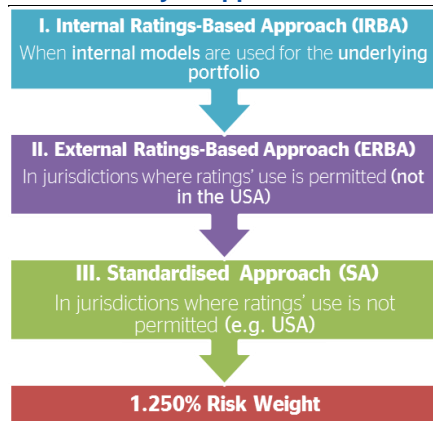 I. Internal Ratings-Based Approach (IRBA)
When internal models are used for the underlying
portfolio
II. External Ratings-Based Approach (ERBA)
In jurisdictions where ratings' use is permitted (not
in the USA)
III. Standardised Approach (SA)
In jurisdictions where ratings' use is not
permitted (e.g. USA)
1.250% Risk Weight